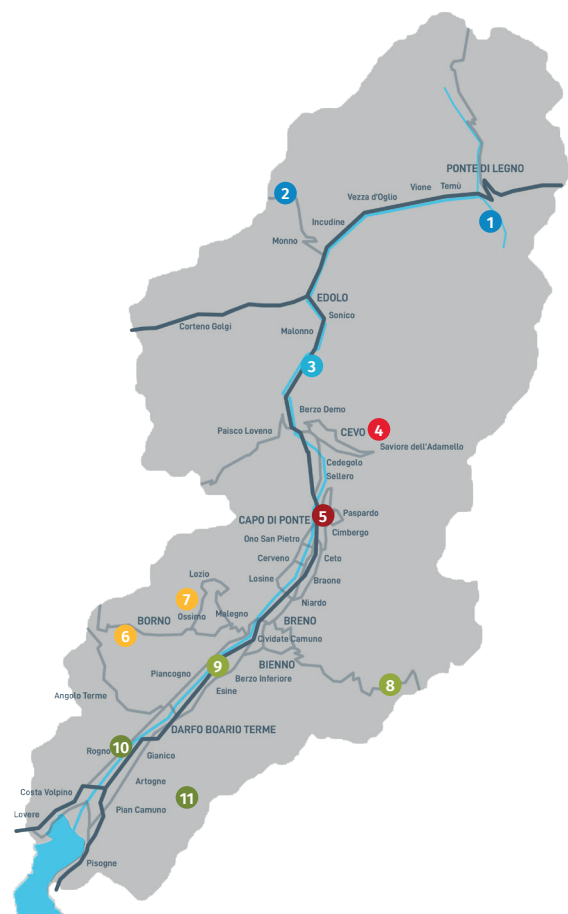 PONTE DI LEGNO
Temù
Vione
Vezza d'Oglio
2
1
Incudine
Monno
EDOLO
Sonico
Corteno Golgi
Malonno
3
Berzo Demo
Paisco Loveno
CEVO
4
Saviore dell'Adamello
Cedegolo
Sellero
Paspardo
CAPO DI PONTE
5
Cimbergo
Ono San Pietro
Cerveno
Ceto
Losine
Braone
Lozio
7
Niardo
Malegno
Ossimo
BORNO
BRENO
6
Cividate Camuno
9
BIENNO
Piancogno
Berzo Inferiore
8
Esine
Angolo Terme
DARFO BOARIO TERME
10
Rogno
Gianico
Artogne
Costa Volpino
11
Pian Camuno
Lovere
Pisogne